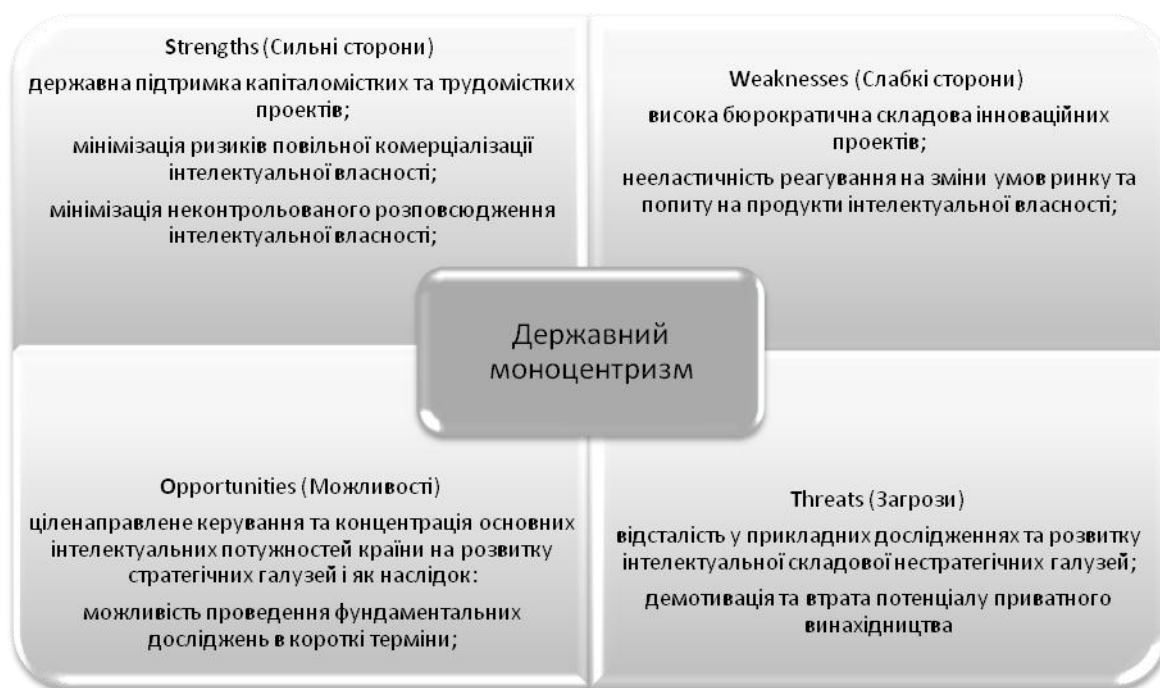 Strengths (Сильні сторони)
державна підтримка капіталомістких та трудомістких
проектів;
мінімізація ризиків повільної комерціалізації
інтелектуальної власності;
мінімізація неконтрольованого розповсюдження
інтелектуальної власності;
Weaknesses (Слабкі сторони)
висока бюрократична складова інноваційних
проектів;
нееластичність реагування на зміни умов ринку та
попиту на продукти інтелектуальної власності;
Державний
моноцентризм
Opportunities (Можливості)
ціленаправлене керування та концентрація основних
інтелектуальних потужностей країни на розвитку
стратегічних галузей і як наслідок:
можливість проведення фундаментальних
досліджень в короткі терміни;
Threats (Загрози)
відсталість у прикладних дослідженнях та розвитку
інтелектуальної складової нестратегічних галузей;
демотивація та втрата потенціалу приватного
винахідництва